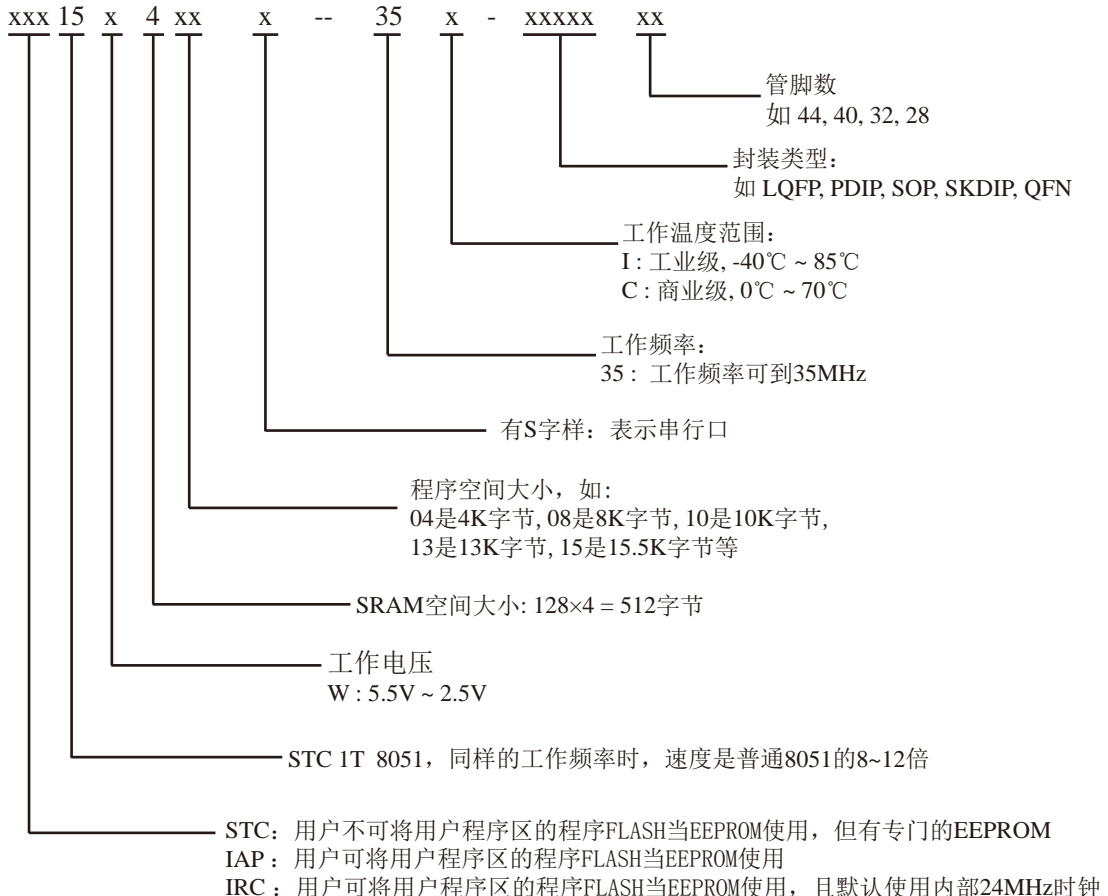 xxx 15 x 4 xx x -- 35 x - xxxxx xx
管脚数
如 44, 40, 32, 28
封装类型：
如 LQFP, PDIP, SOP, SKDIP, QFN
工作温度范围：
I : 工业级, -40℃ ~ 85℃
C : 商业级, 0℃ ~ 70℃
工作频率：
35 : 工作频率可到35MHz
有S字样：表示串行口
程序空间大小，如:
04是4K字节, 08是8K字节, 10是10K字节,
13是13K字节, 15是15.5K字节等
SRAM空间大小: 128×4 = 512字节
工作电压
W : 5.5V ~ 2.5V
STC 1T 8051，同样的工作频率时，速度是普通8051的8~12倍
STC：用户不可将用户程序区的程序FLASH当EEPROM使用，但有专门的EEPROM
IAP：用户可将用户程序区的程序FLASH当EEPROM使用
IRC：用户可将用户程序区的程序FLASH当EEPROM使用，且默认使用内部24MHz时钟